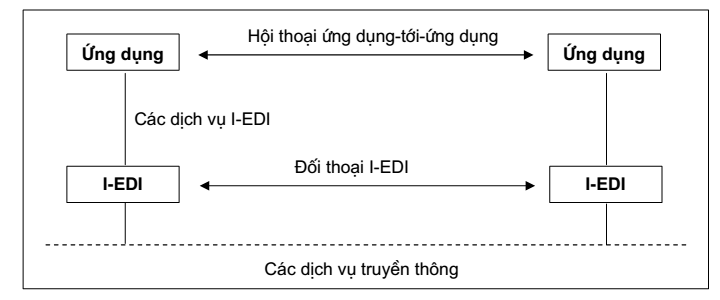 Hội thoại ứng dụng-tới-ứng dụng
Ứng dụng
Ứng dụng
Các dịch vụ I-EDI
Đối thoại I-EDI
I-EDI
I-EDI
Các dịch vụ truyền thông